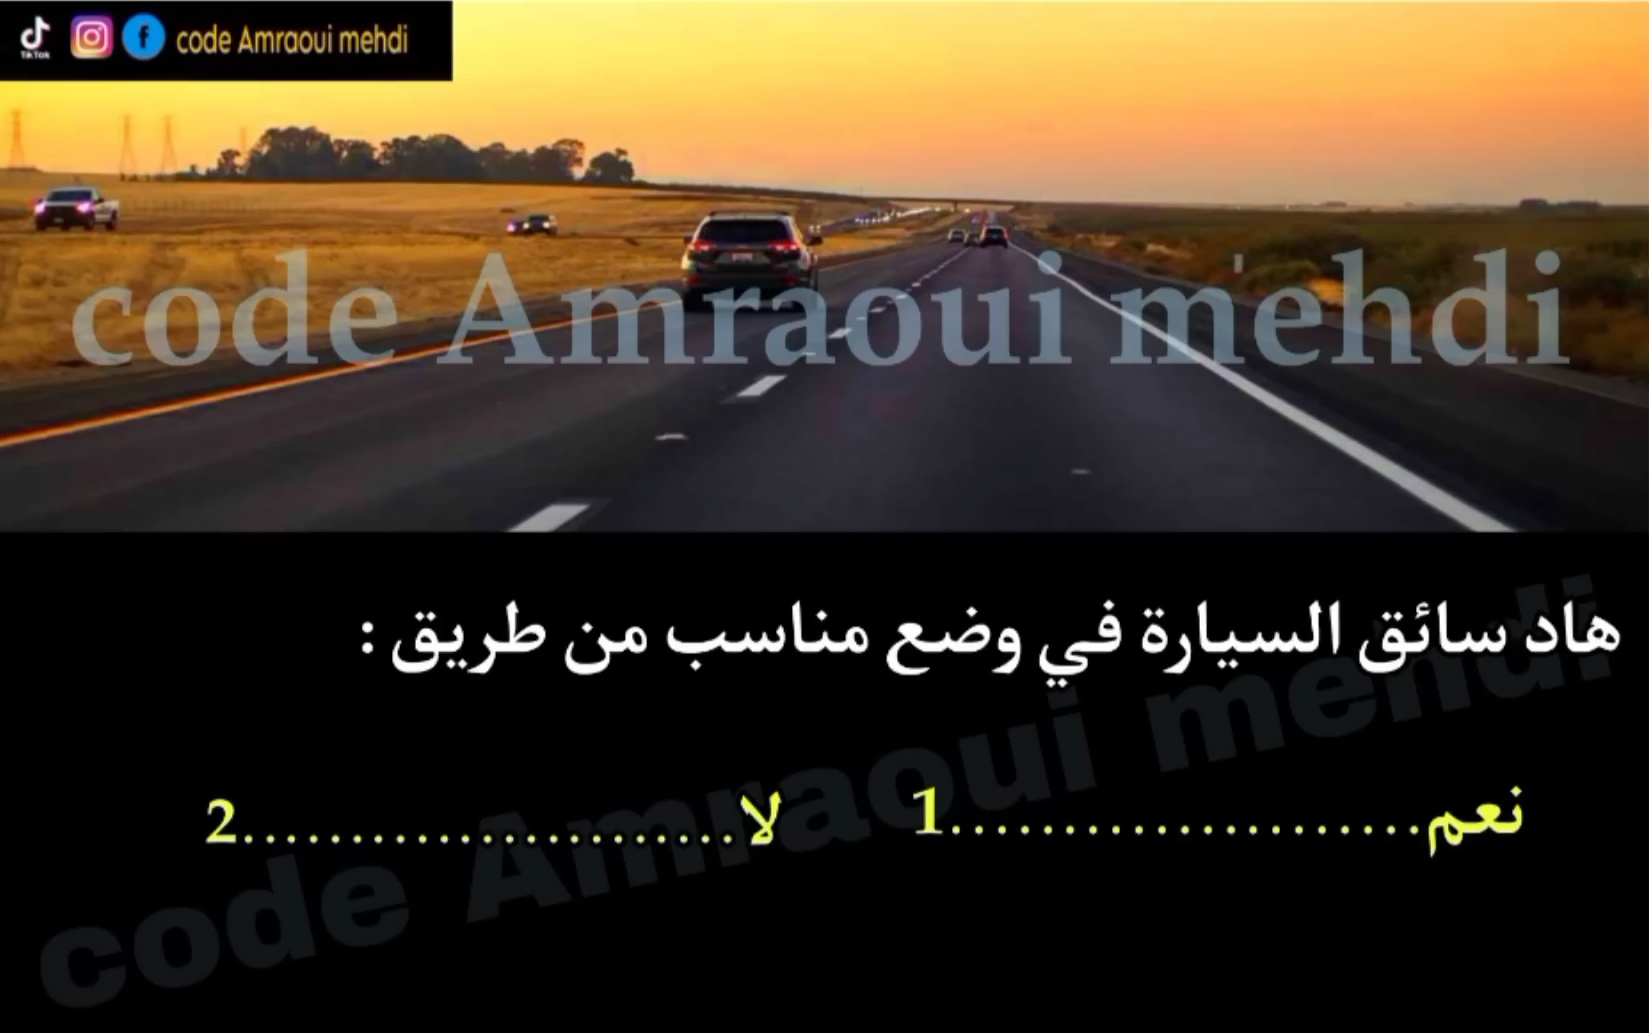 TikTok
code Amraoui mehdi
code Amraoui mehdi
هاد سائق السيارة في وضع مناسب من طريق :
نعم.....................1 لا.......................2
code Amraoui mehdi